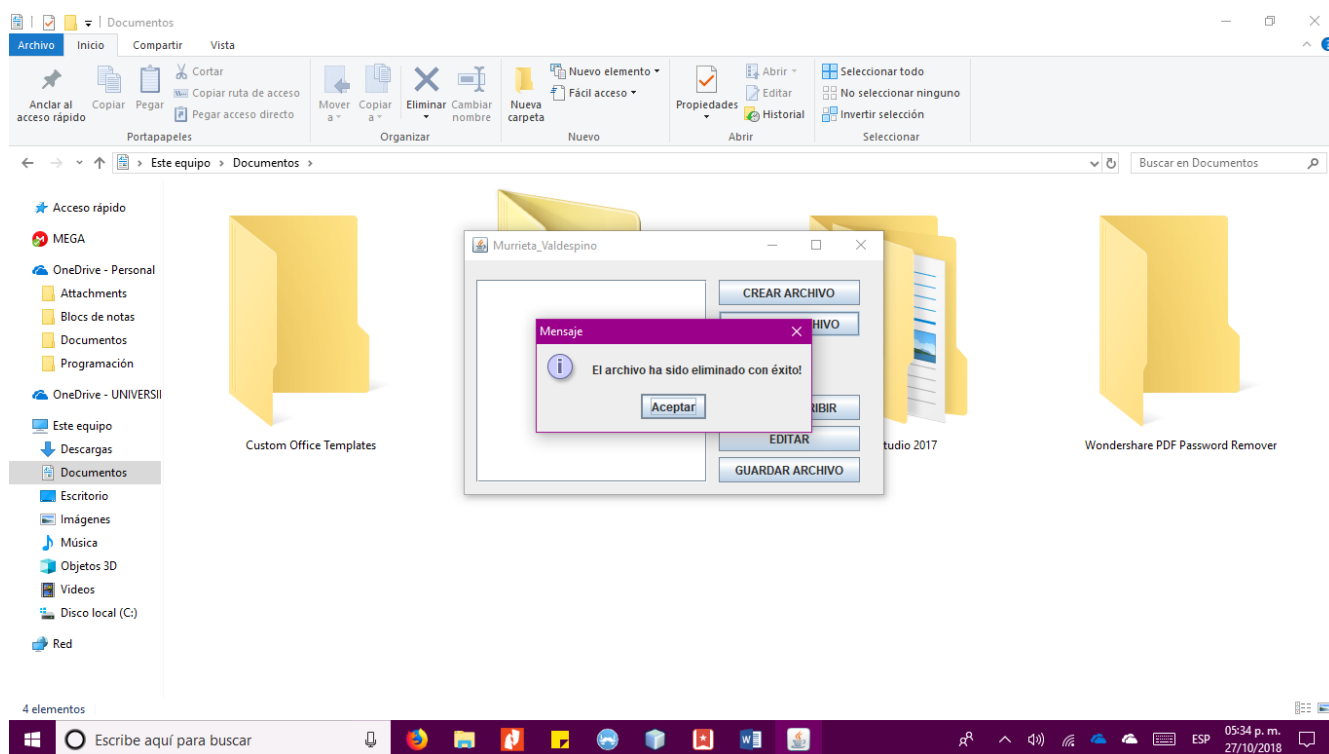 Documentos
Archivo Inicio Compartir Vista
Anclar al acceso rápido
Copiar
Pegar
Cortar
Copiar ruta de acceso
Pegar acceso directo
Portapapeles
Mover a
Copiar a
Eliminar
Cambiar nombre
Organizar
Nueva carpeta
Nuevo elemento
Fácil acceso
Nuevo
Propiedades
Abrir
Editar
Historial
Abrir
Seleccionar todo
No seleccionar ninguno
Invertir selección
Seleccionar
Este equipo > Documentos >
Buscar en Documentos
Acceso rápido
MEGA
OneDrive - Personal
Attachments
Blocs de notas
Documentos
Programación
OneDrive - UNIVERSI
Este equipo
Descargas
Documentos
Escritorio
Imágenes
Música
Objetos 3D
Videos
Disco local (C:)
Red
Custom Office Templates
tudio 2017
Wondershare PDF Password Remover
Murrieta_Valdespino
CREAR ARCHIVO
HIVO
Mensaje
El archivo ha sido eliminado con éxito!
Aceptar
RIBIR
EDITAR
GUARDAR ARCHIVO
4 elementos
Escribe aquí para buscar
ESP
05:34 p. m.
27/10/2018